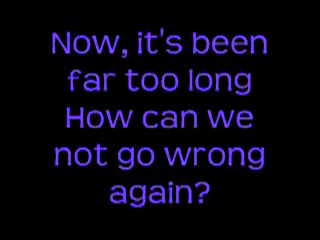 Now, it's been
far too long
How can we
not go wrong
again?